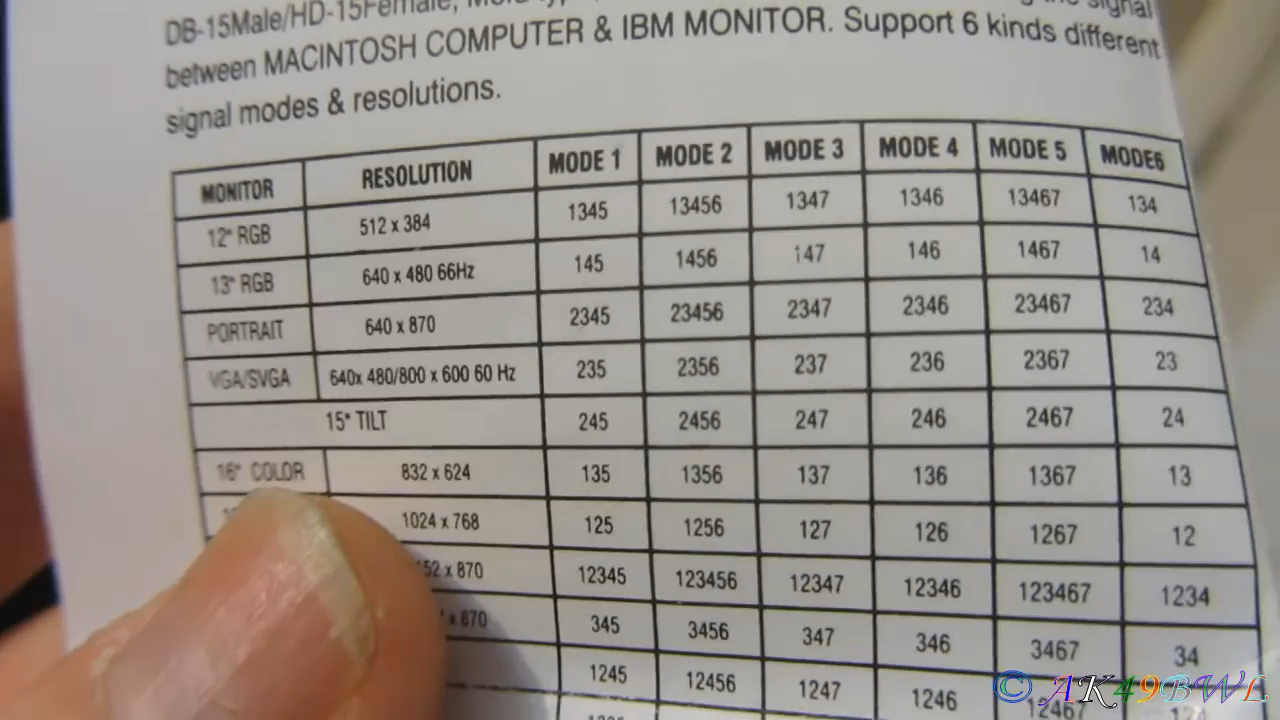 DB-15Male/HD-15Female, signal
between MACINTOSH COMPUTER & IBM MONITOR. Support 6 kinds different
signal modes & resolutions.
MONITOR RESOLUTION MODE 1 MODE 2 MODE 3 MODE 4 MODE 5 MODE6
12" RGB 512 x 384 1345 13456 1347 1346 13467 134
13" RGB 640 x 480 66Hz 145 1456 147 146 1467 14
PORTRAIT 640 x 870 2345 23456 2347 2346 23467 234
VGA/SVGA 640x 480/800 x 600 60 Hz 235 2356 237 236 2367 23
15" TILT 245 2456 247 246 2467 24
16" COLOR 832 x 624 135 1356 137 136 1367 13
1024 x 768 125 1256 127 126 1267 12
52 x 870 12345 123456 12347 12346 123467 1234
x 870 345 3456 347 346 3467 34
1245 12456 1247 1246 12467
© AK49BWL